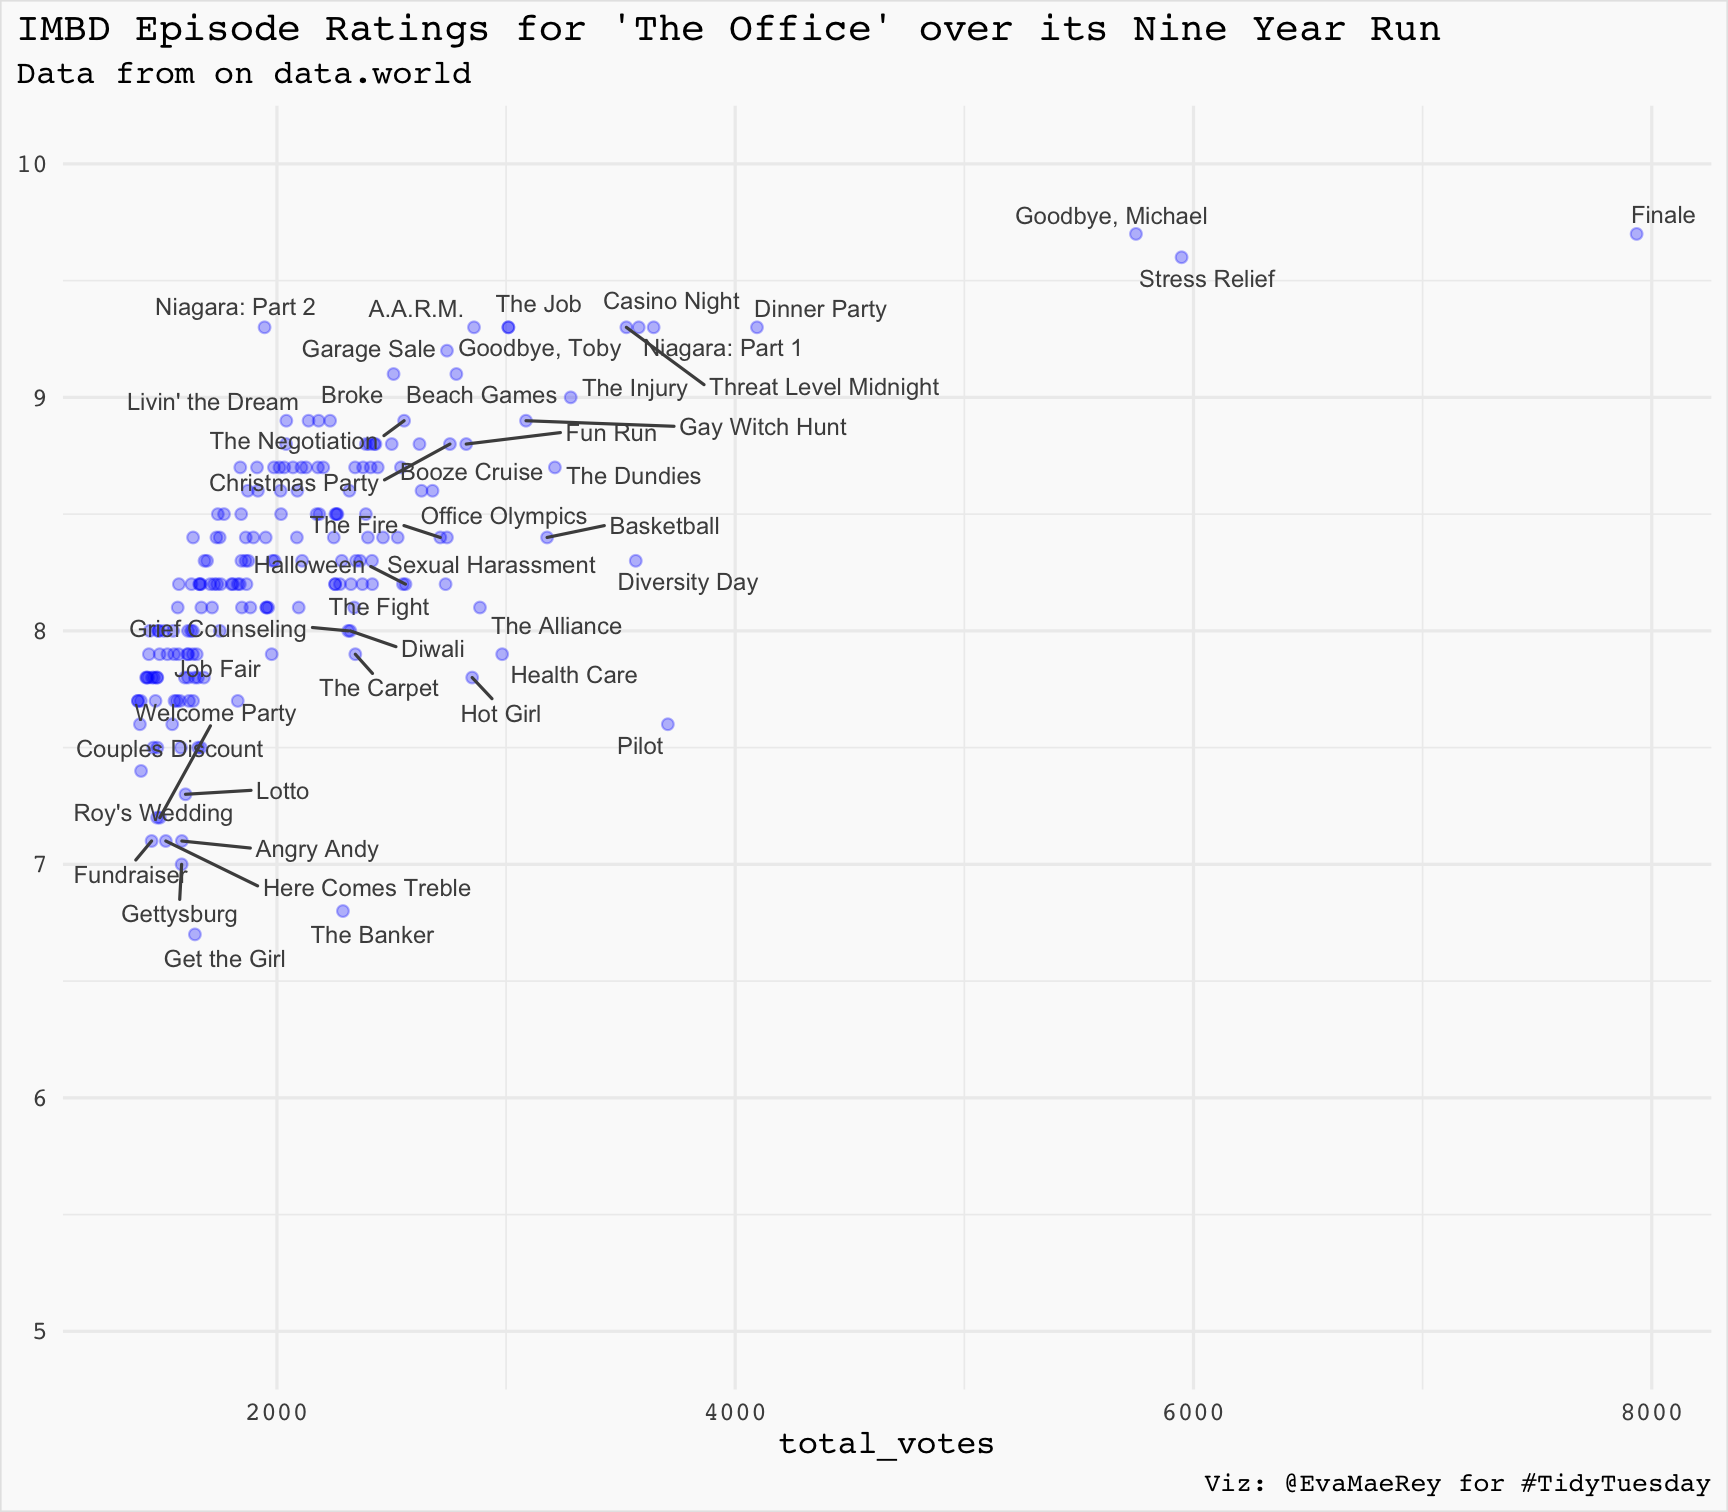 IMBD Episode Ratings for 'The Office' over its Nine Year Run
Data from on data.world
10
Goodbye, Michael
Finale
Stress Relief
Niagara: Part 2
A.A.R.M.
The Job
Casino Night
Dinner Party
Garage Sale
Goodbye, Toby
Niagara: Part 1
Threat Level Midnight
9
Livin' the Dream
Broke
Beach Games
The Injury
The Negotiation
Fun Run
Gay Witch Hunt
Christmas Party
Booze Cruise
The Dundies
The Fire
Office Olympics
Basketball
Halloween
Sexual Harassment
Diversity Day
The Fight
8
Grief Counseling
The Alliance
Diwali
Job Fair
The Carpet
Health Care
Welcome Party
Hot Girl
Couples Discount
Pilot
Lotto
Roy's Wedding
Angry Andy
7
Fundraiser
Here Comes Treble
Gettysburg
The Banker
Get the Girl
6
5
2000
4000
6000
8000
total_votes
Viz: @EvaMaeRey for #TidyTuesday